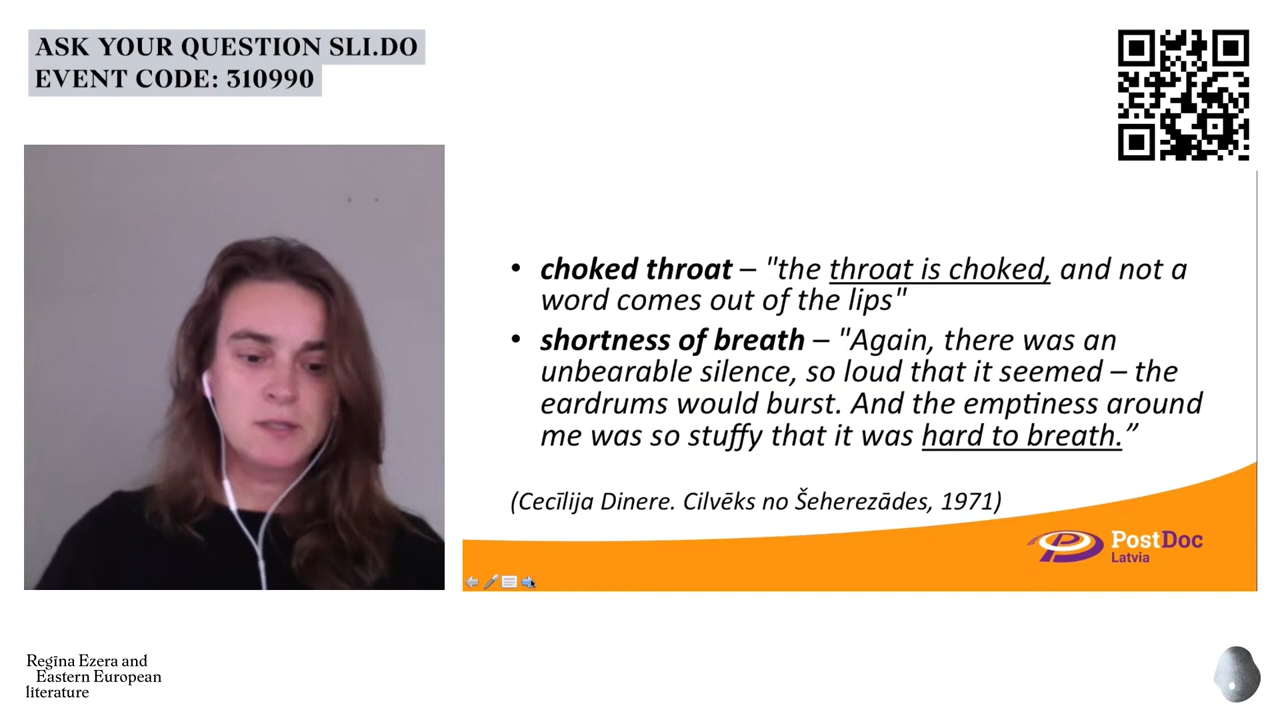 ASK YOUR QUESTION SLI.DO
EVENT CODE: 310990
• choked throat – "the throat is choked, and not a
word comes out of the lips"
• shortness of breath – "Again, there was an
unbearable silence, so loud that it seemed – the
eardrums would burst. And the emptiness around
me was so stuffy that it was hard to breath.”
(Cecīlija Dinere. Cilvēks no Šeherezādes, 1971)
PostDoc
Latvia
Regīna Ezera and
Eastern European
literature